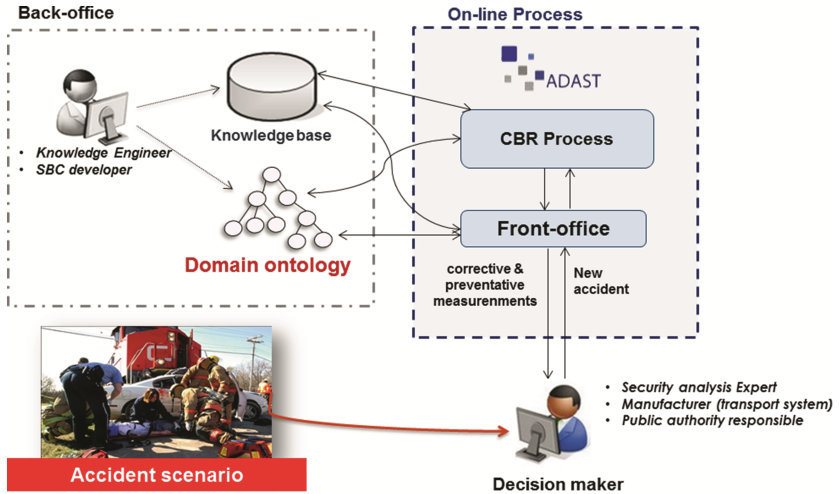 Back-office
On-line Process
ADAST
Knowledge base
CBR Process
• Knowledge Engineer
• SBC developer
Front-office
Domain ontology
corrective &
preventative
measurenments
New
accident
• Security analysis Expert
• Manufacturer (transport system)
• Public authority responsible
Accident scenario
Decision maker